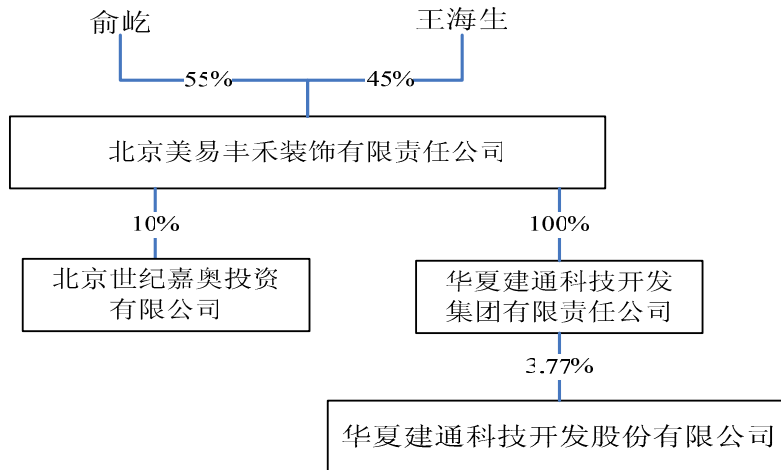 俞屹
王海生
55%
45%
北京美易丰禾装饰有限责任公司
10%
100%
北京世纪嘉奥投资
有限公司
华夏建通科技开发
集团有限责任公司
3.77%
华夏建通科技开发股份有限公司